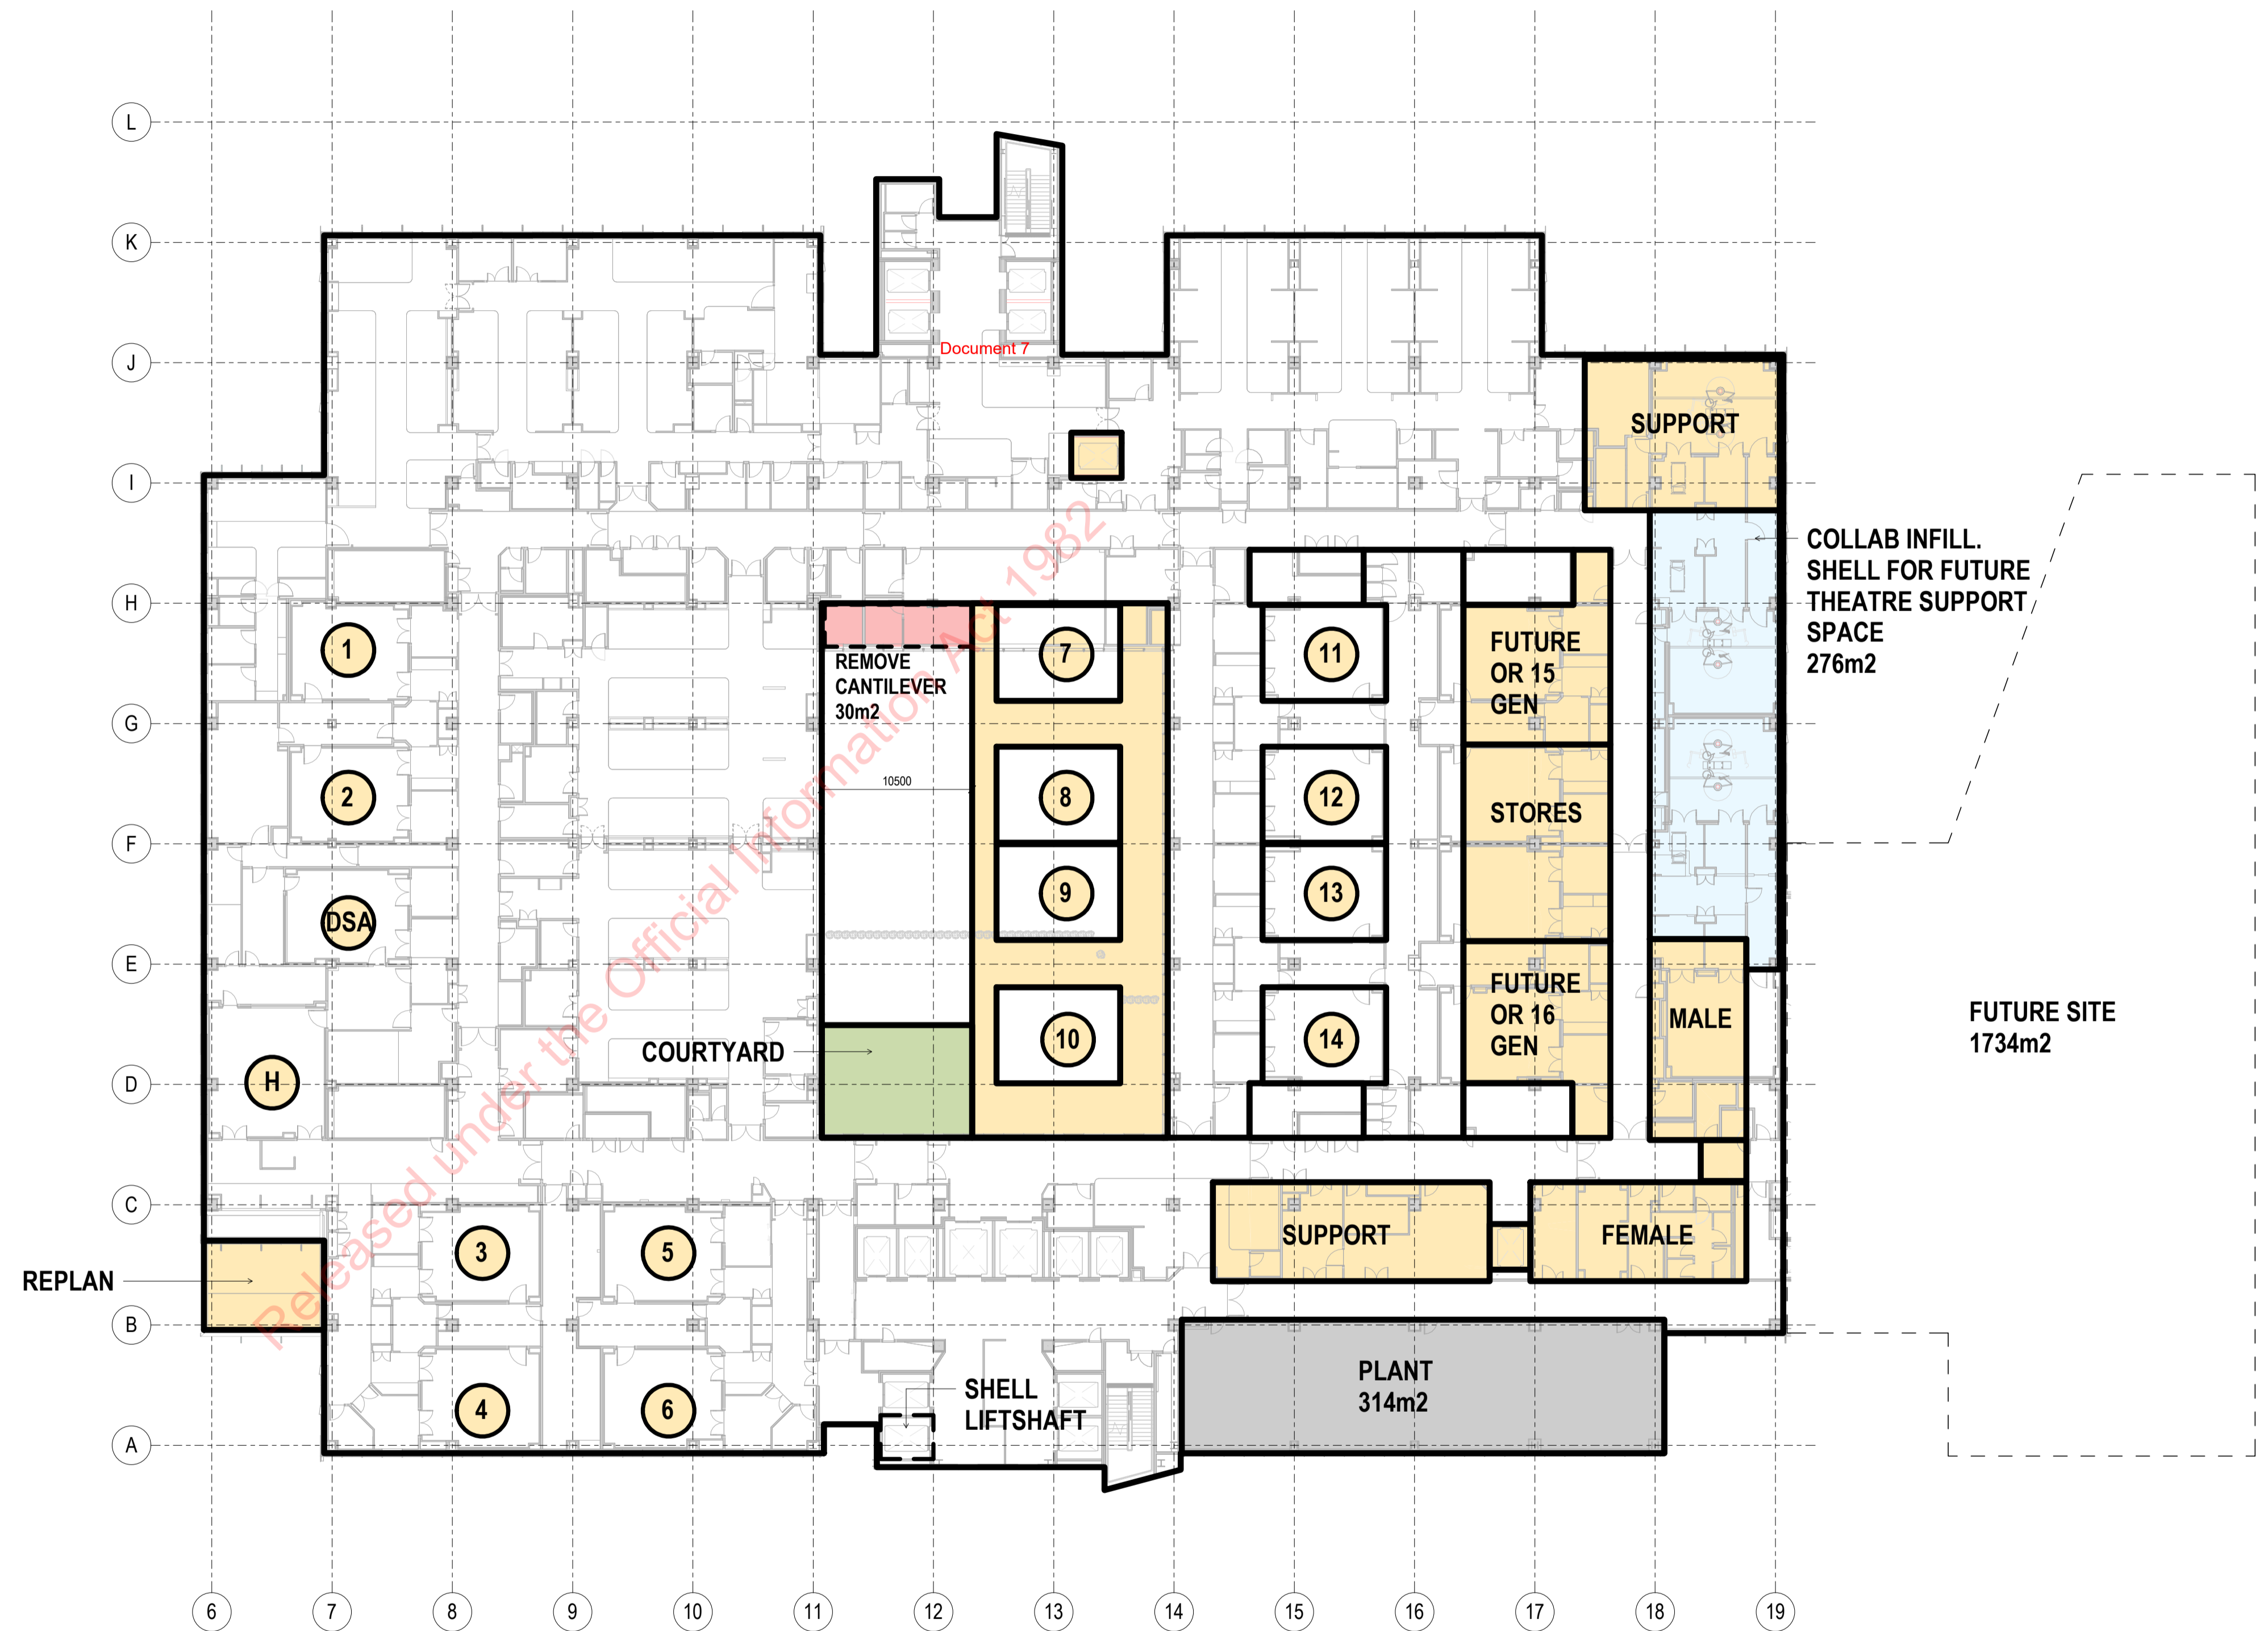 L
K
Document 7
J
SUPPORT
I
COLLAB INFILL.
SHELL FOR FUTURE
THEATRE SUPPORT
SPACE
276m2
H
1
REMOVE
CANTILEVER
30m2
7
11
FUTURE
OR 15
GEN
G
10500
2
8
12
STORES
F
DSA
9
13
E
COURTYARD
10
14
FUTURE
OR 16
GEN
MALE
FUTURE SITE
1734m2
H
D
C
3
5
SUPPORT
FEMALE
REPLAN
B
4
6
SHELL
LIFTSHAFT
PLANT
314m2
A
6 7 8 9 10 11 12 13 14 15 16 17 18 19
Released under the Official Information Act 1982